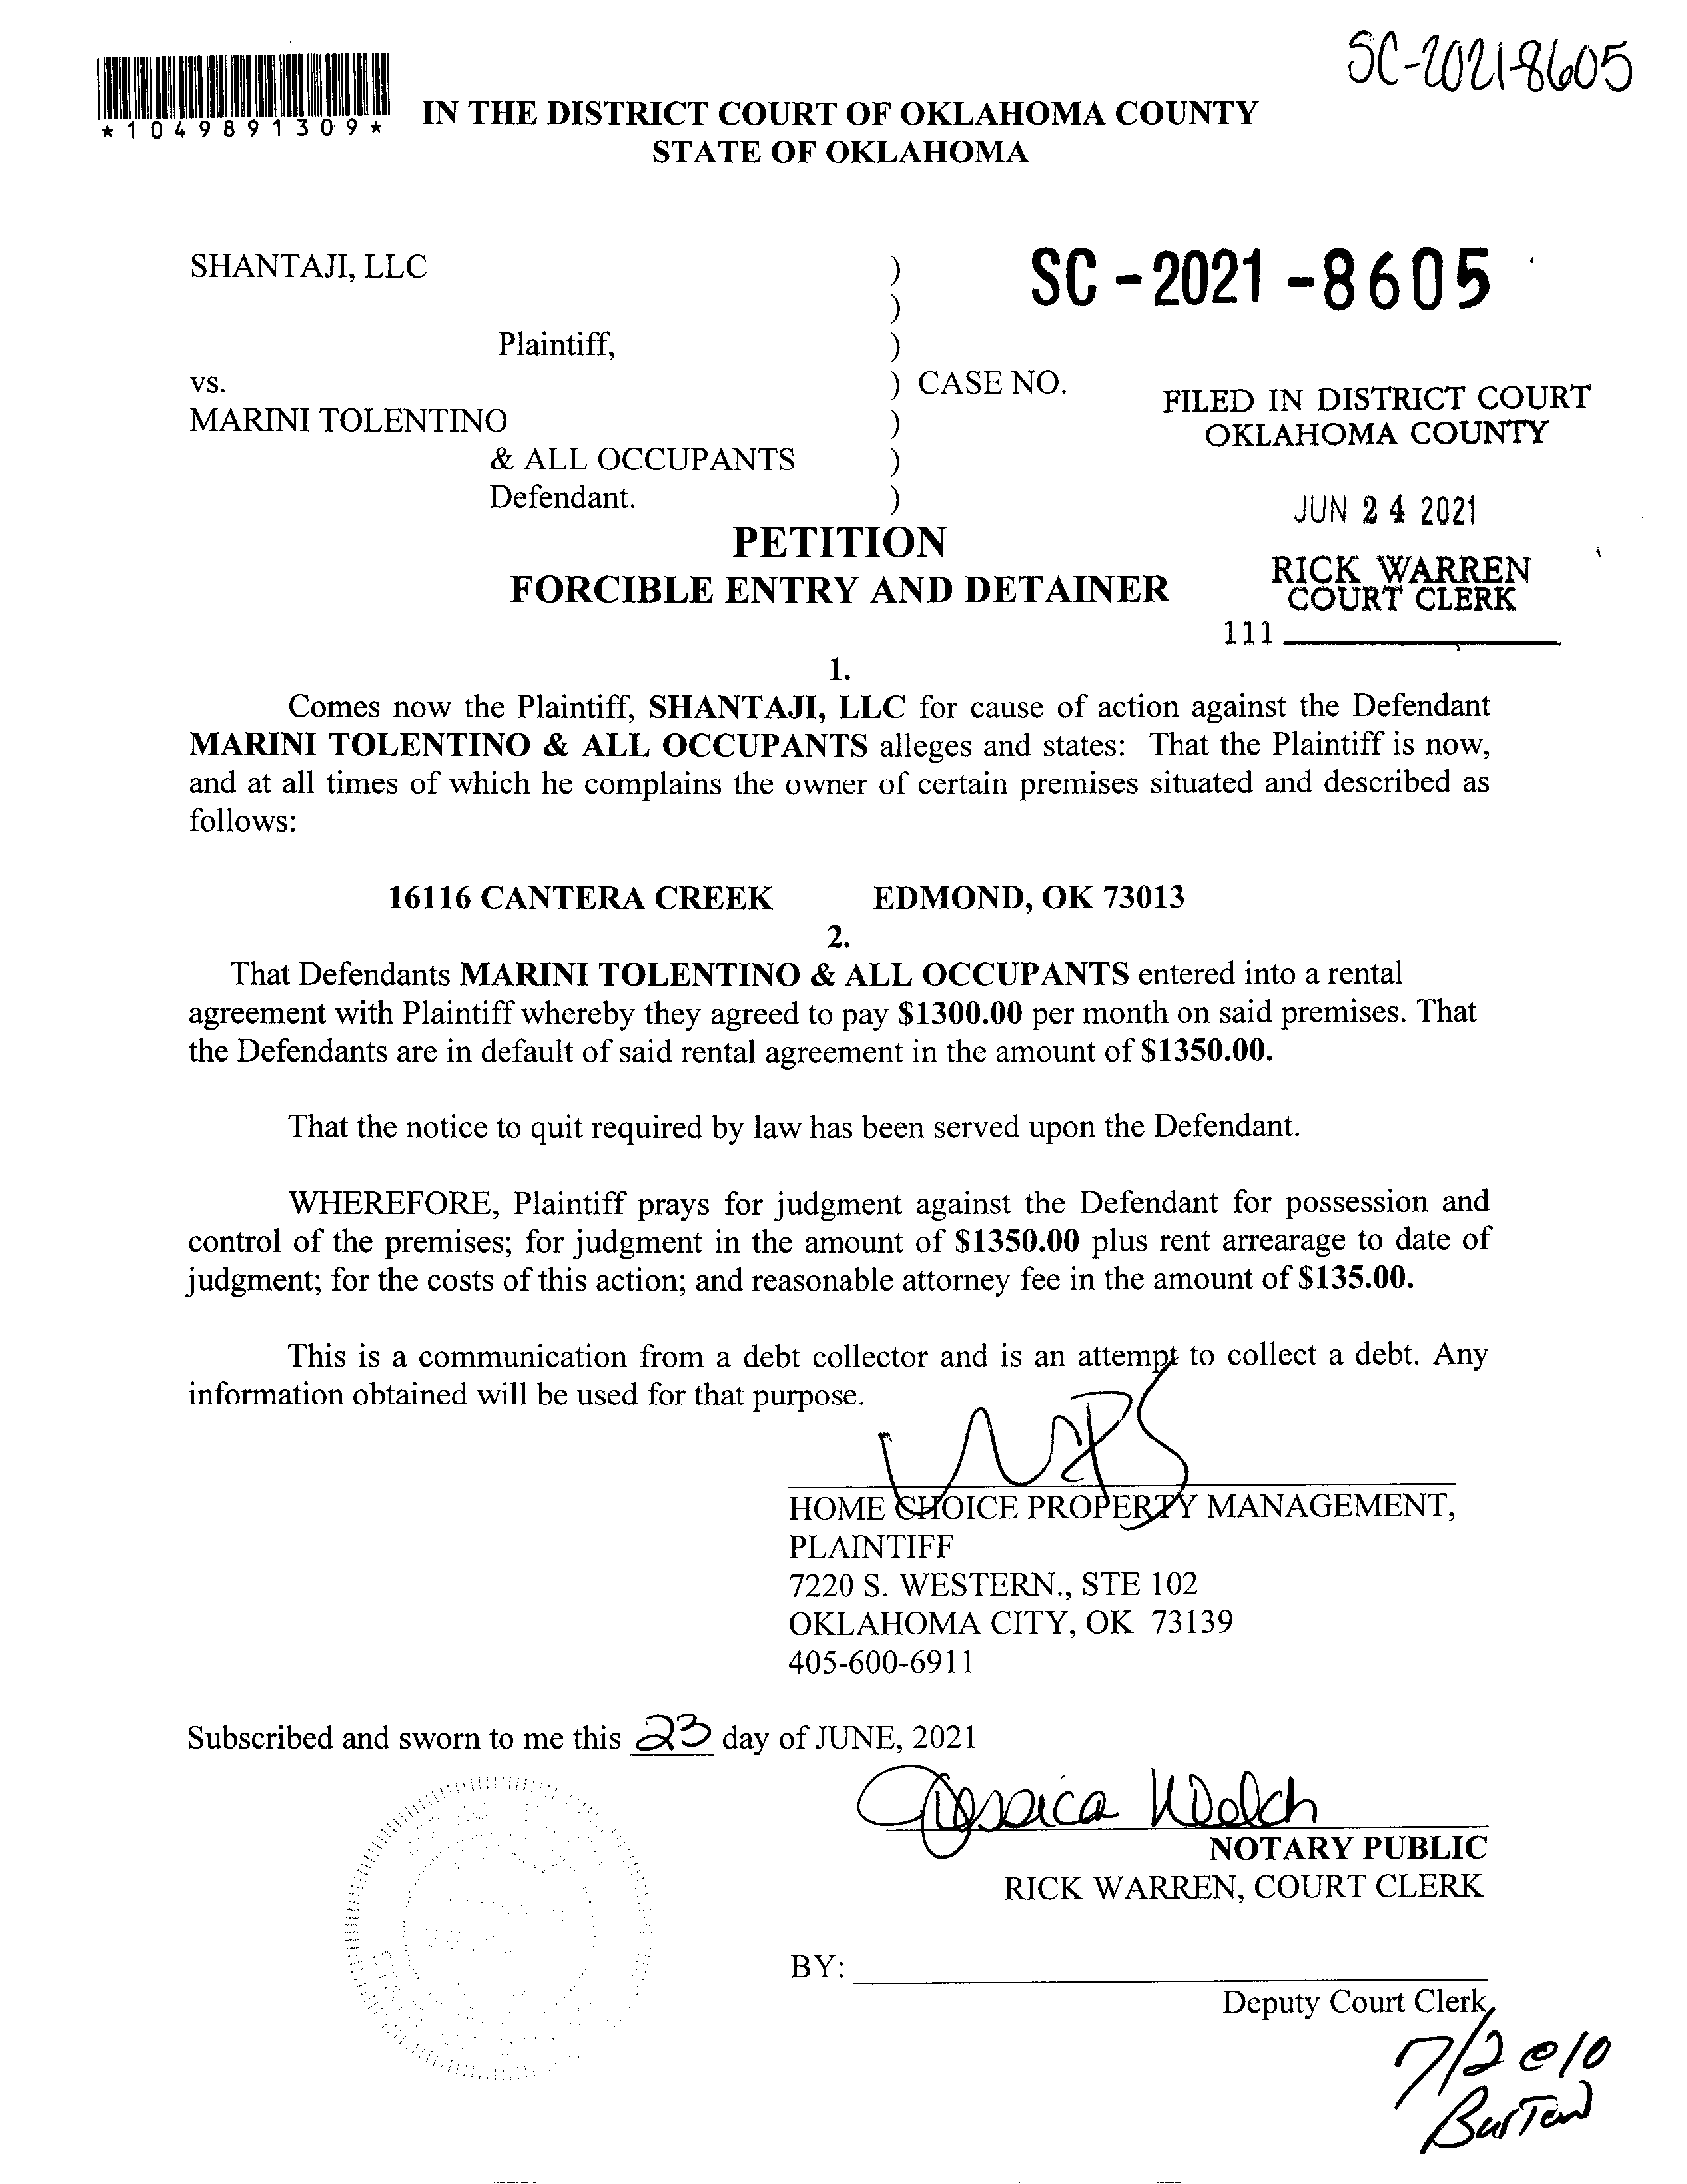 SC-2021-8605
*1049891309*
IN THE DISTRICT COURT OF OKLAHOMA COUNTY
STATE OF OKLAHOMA
SHANTAJI, LLC )
SC-2021-8605
)
Plaintiff, )
vs. ) CASE NO.
FILED IN DISTRICT COURT
OKLAHOMA COUNTY
MARINI TOLENTINO )
& ALL OCCUPANTS )
Defendant. )
JUN 24 2021
PETITION
RICK WARREN
COURT CLERK
FORCIBLE ENTRY AND DETAINER
111
1.
Comes now the Plaintiff, SHANTAJI, LLC for cause of action against the Defendant
MARINI TOLENTINO & ALL OCCUPANTS alleges and states: That the Plaintiff is now,
and at all times of which he complains the owner of certain premises situated and described as
follows:
16116 CANTERA CREEK EDMOND, OK 73013
2.
That Defendants MARINI TOLENTINO & ALL OCCUPANTS entered into a rental
agreement with Plaintiff whereby they agreed to pay $1300.00 per month on said premises. That
the Defendants are in default of said rental agreement in the amount of $1350.00.
That the notice to quit required by law has been served upon the Defendant.
WHEREFORE, Plaintiff prays for judgment against the Defendant for possession and
control of the premises; for judgment in the amount of $1350.00 plus rent arrearage to date of
judgment; for the costs of this action; and reasonable attorney fee in the amount of $135.00.
This is a communication from a debt collector and is an attempt to collect a debt. Any
information obtained will be used for that purpose.
HOME CHOICE PROPERTY MANAGEMENT,
PLAINTIFF
7220 S. WESTERN., STE 102
OKLAHOMA CITY, OK 73139
405-600-6911
Subscribed and sworn to me this 23 day of JUNE, 2021
Jessica Welch
NOTARY PUBLIC
RICK WARREN, COURT CLERK
BY:
Deputy Court Clerk
7/2 @ 10
Burton